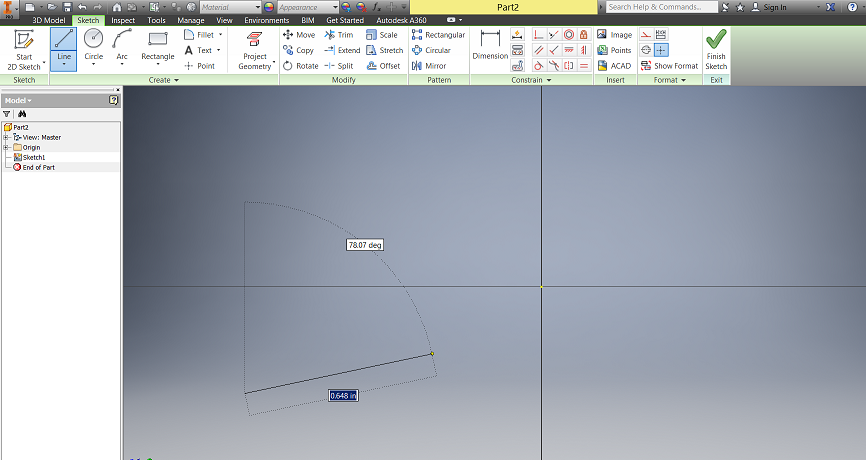 Material
Appearance
Part2
Search Help & Commands...
Sign In
PRO
3D Model Sketch Inspect Tools Manage View Environments BIM Get Started Autodesk A360
Start
2D Sketch
Line
Circle
Arc
Rectangle
Fillet
Text
Point
Project
Geometry
Move
Copy
Rotate
Trim
Extend
Split
Scale
Stretch
Offset
Rectangular
Circular
Mirror
Dimension
Image
Points
ACAD
Show Format
Finish
Sketch
Sketch Create Modify Pattern Constrain Insert Format Exit
Model
Part2
View: Master
Origin
Sketch1
End of Part
78.07 deg
0.648 in